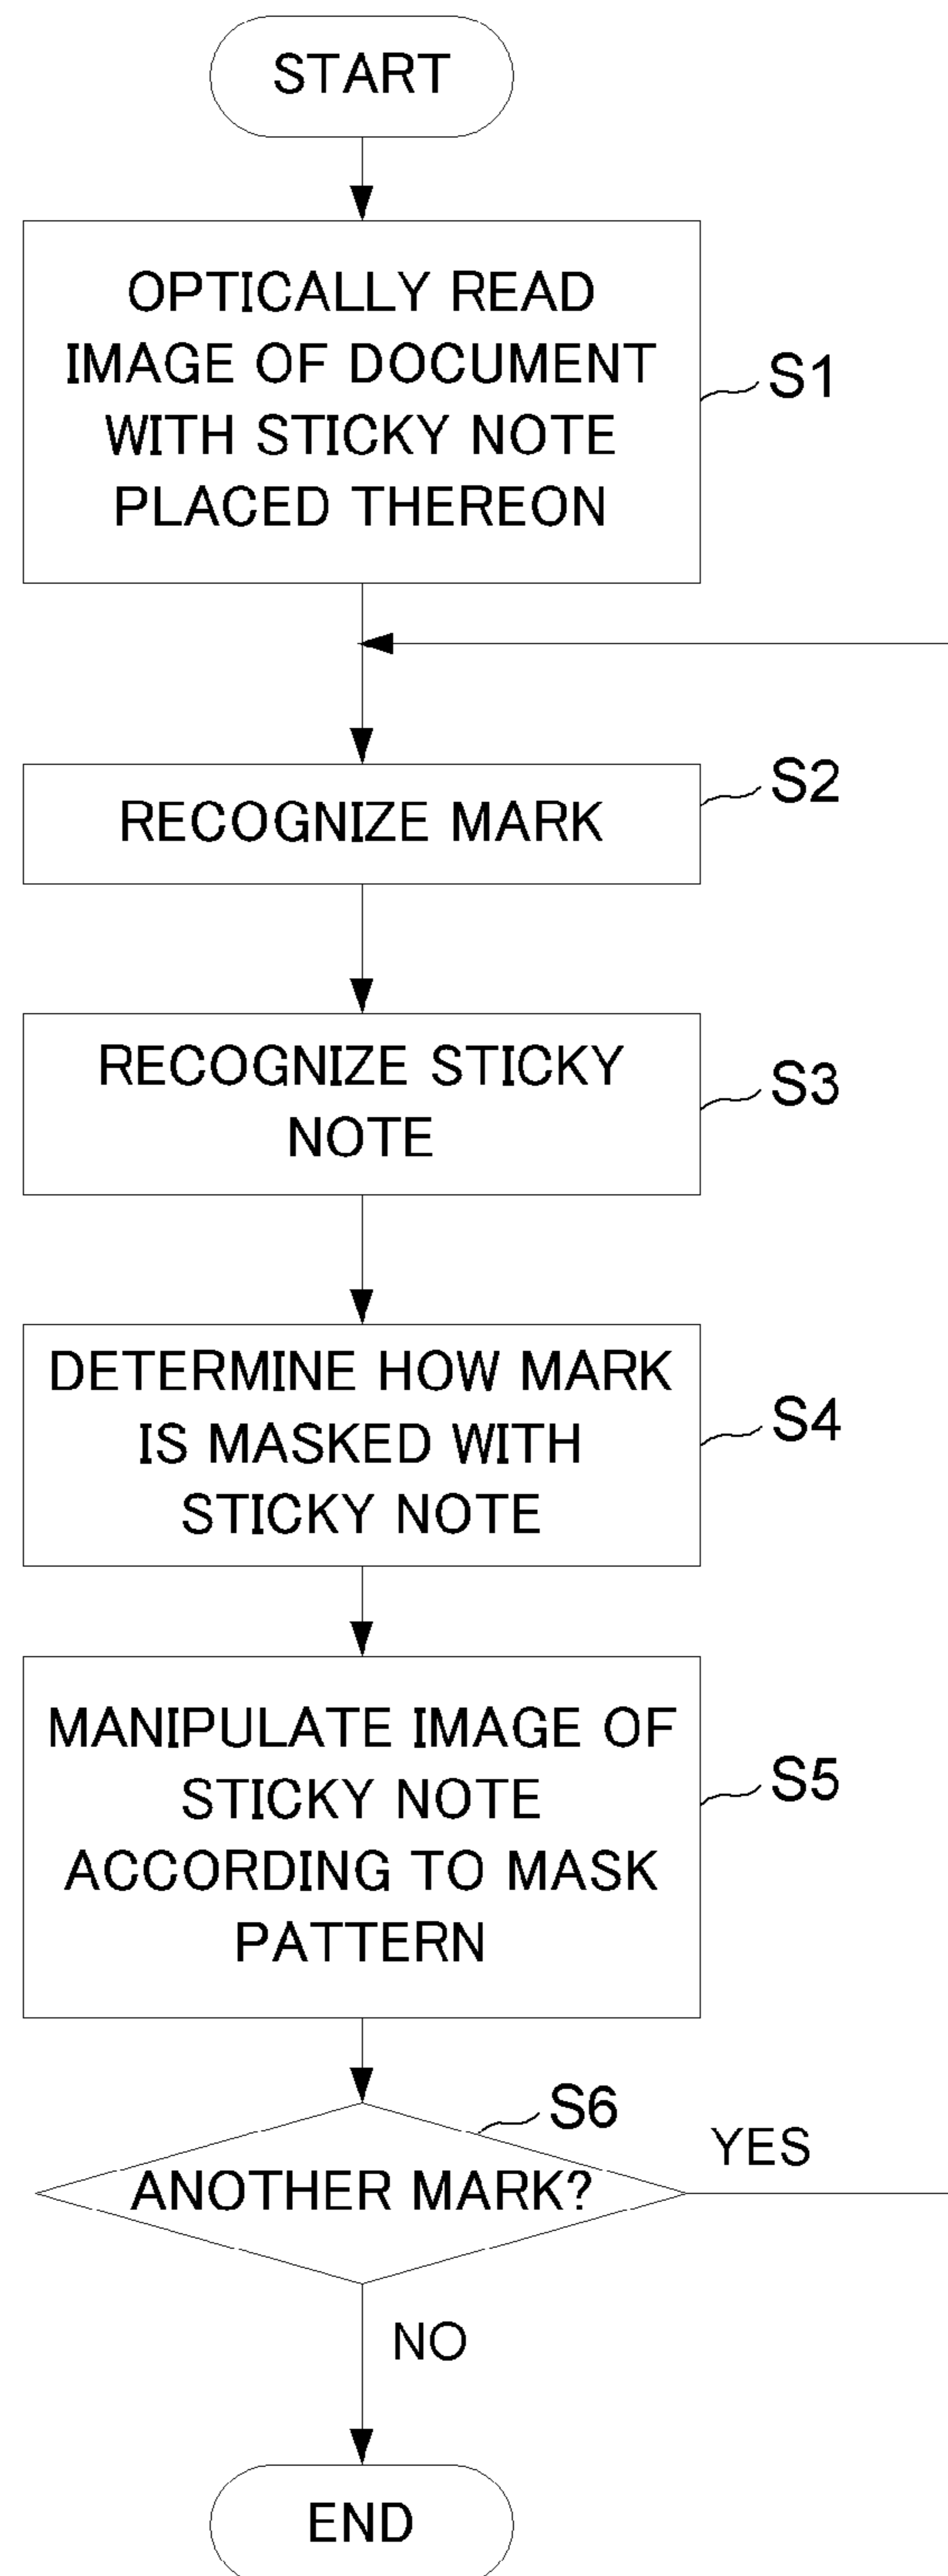 START
OPTICALLY READ
IMAGE OF DOCUMENT
WITH STICKY NOTE
PLACED THEREON
S1
RECOGNIZE MARK
S2
RECOGNIZE STICKY
NOTE
S3
DETERMINE HOW MARK
IS MASKED WITH
STICKY NOTE
S4
MANIPULATE IMAGE OF
STICKY NOTE
ACCORDING TO MASK
PATTERN
S5
S6
ANOTHER MARK?
YES
NO
END